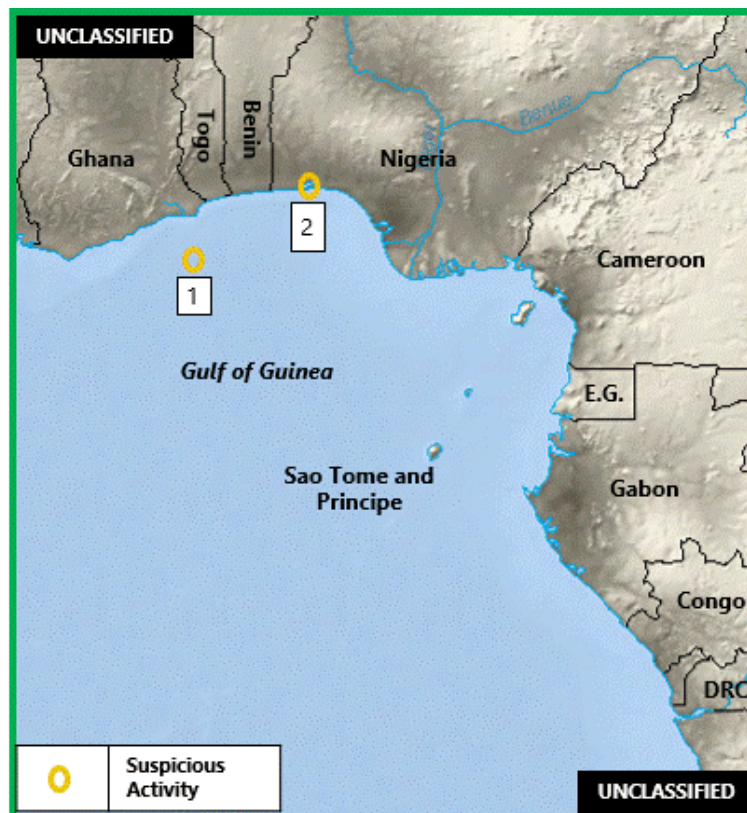 UNCLASSIFIED
Ghana
Togo
Benin
Nigeria
Benue
2
1
Cameroon
Gulf of Guinea
E.G.
Sao Tome and
Principe
Gabon
Congo
DRC
Suspicious
Activity
UNCLASSIFIED